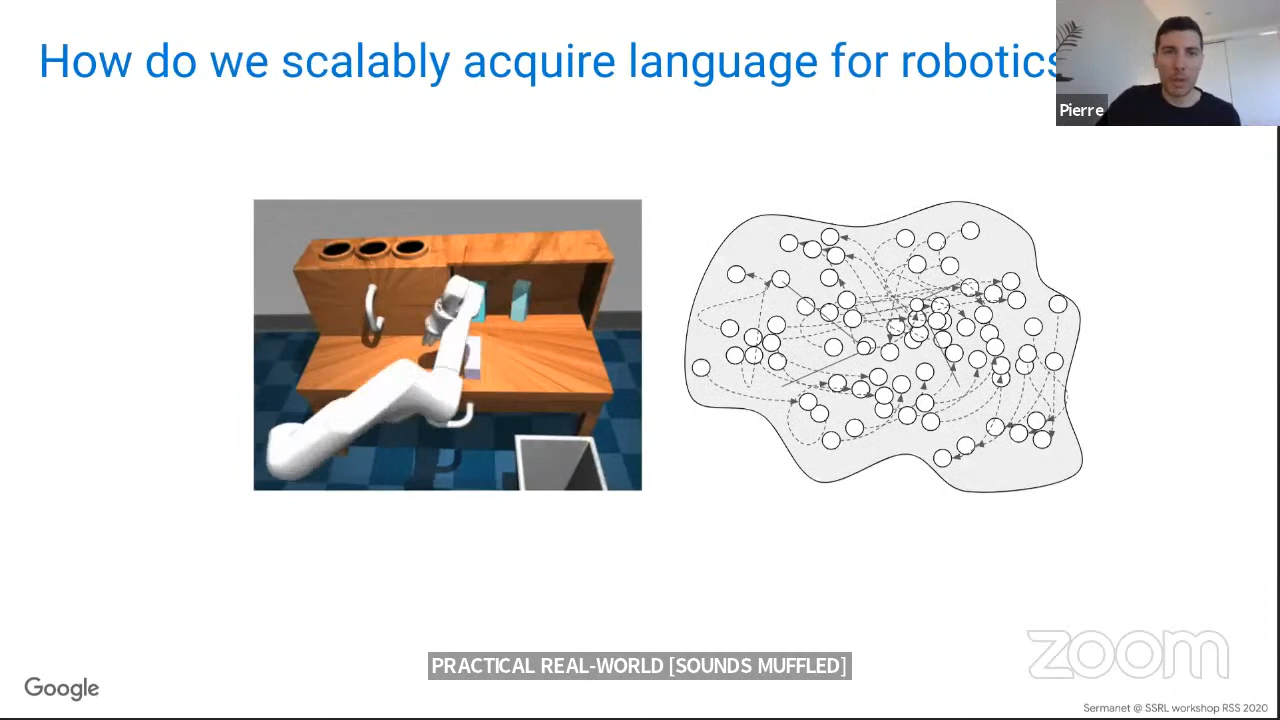 How do we scalably acquire language for robotics
Pierre
PRACTICAL REAL-WORLD [SOUNDS MUFFLED]
zoom
Google
Sermanet @ SSRL workshop RSS 2020